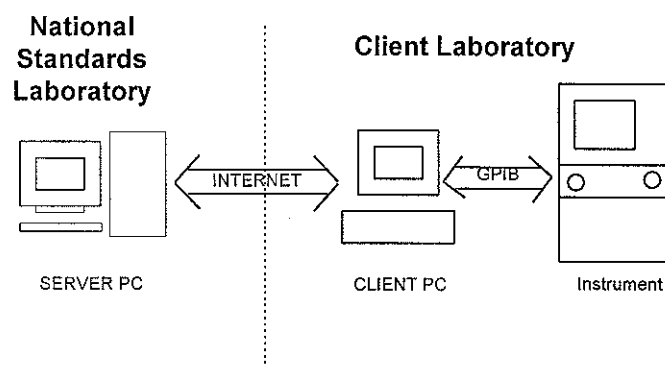 National
Standards
Laboratory
Client Laboratory
INTERNET
GPIB
SERVER PC
CLIENT PC
Instrument